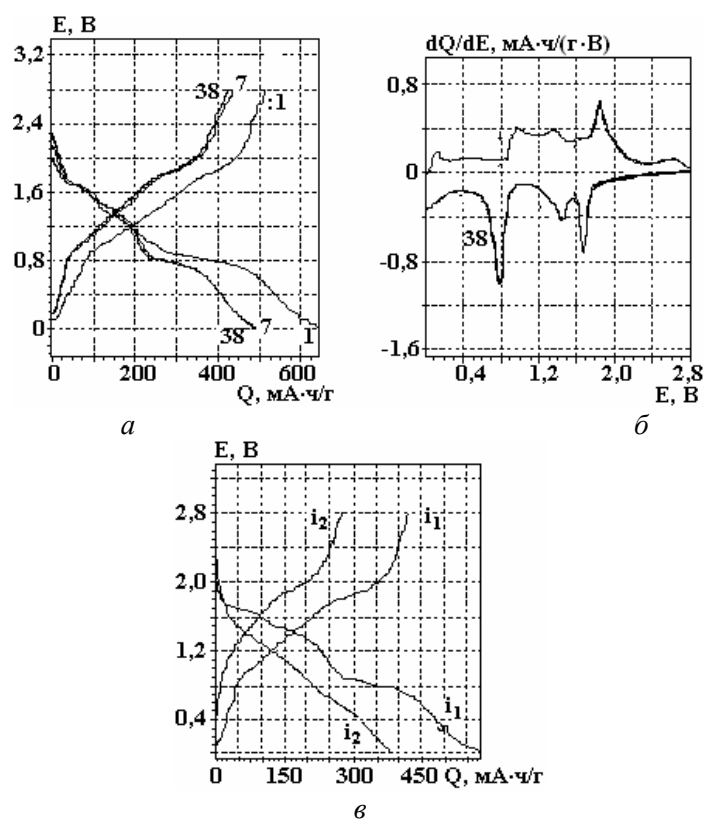 E, В
3,2
2,4
1,6
0,8
0
38 7 :1
38 7 1
0 200 400 600
Q, мА·ч/г
а
dQ/dE, мА·ч/(г·В)
0,8
0
-0,8
-1,6
38
0,4 1,2 2,0 2,8
E, В
б
E, В
2,8
2,0
1,2
0,4
i2 i1
i2 i1
0 150 300 450 Q, мА·ч/г
в